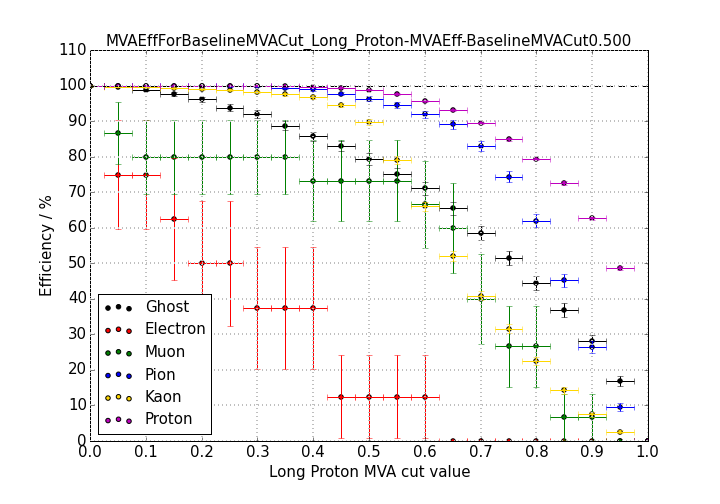 MVAEffForBaselineMVACut_Long_Proton-MVAEff-BaselineMVACut0.500
110
100
90
80
70
60
50
40
30
20
10
0
Efficiency / %
Ghost
Electron
Muon
Pion
Kaon
Proton
0.0 0.1 0.2 0.3 0.4 0.5 0.6 0.7 0.8 0.9 1.0
Long Proton MVA cut value